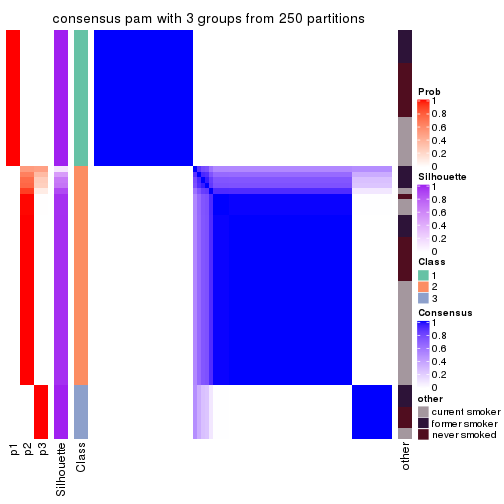 consensus pam with 3 groups from 250 partitions
Prob
1
0.8
0.6
0.4
0.2
0
Silhouette
1
0.8
0.6
0.4
0.2
0
Class
1
2
3
Consensus
1
0.8
0.6
0.4
0.2
0
other
current smoker
former smoker
never smoked
p1
p2
p3
Silhouette
Class
other